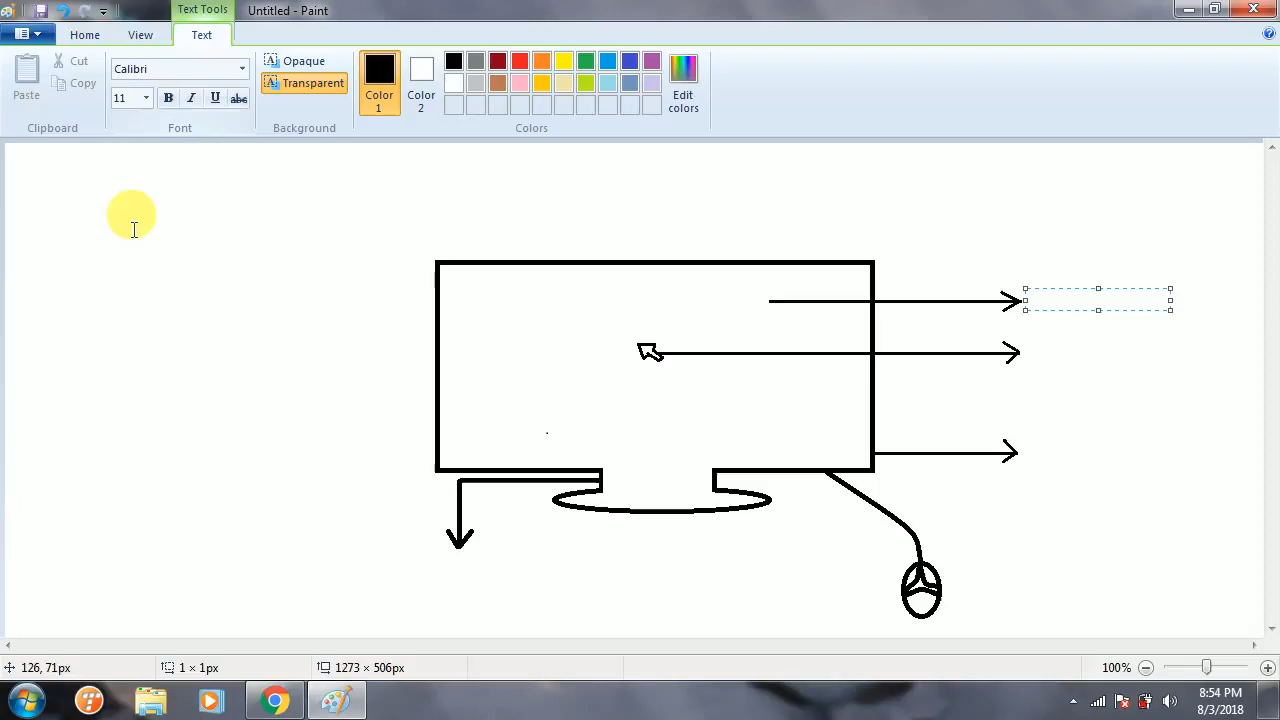 Text Tools
Untitled - Paint
Home
View
Text
Paste
Cut
Copy
Clipboard
Calibri
11
B I U abc
Font
Opaque
Transparent
Background
Color 1
Color 2
Edit colors
Colors
126, 71px
1 × 1px
1273 × 506px
100%
8:54 PM
8/3/2018